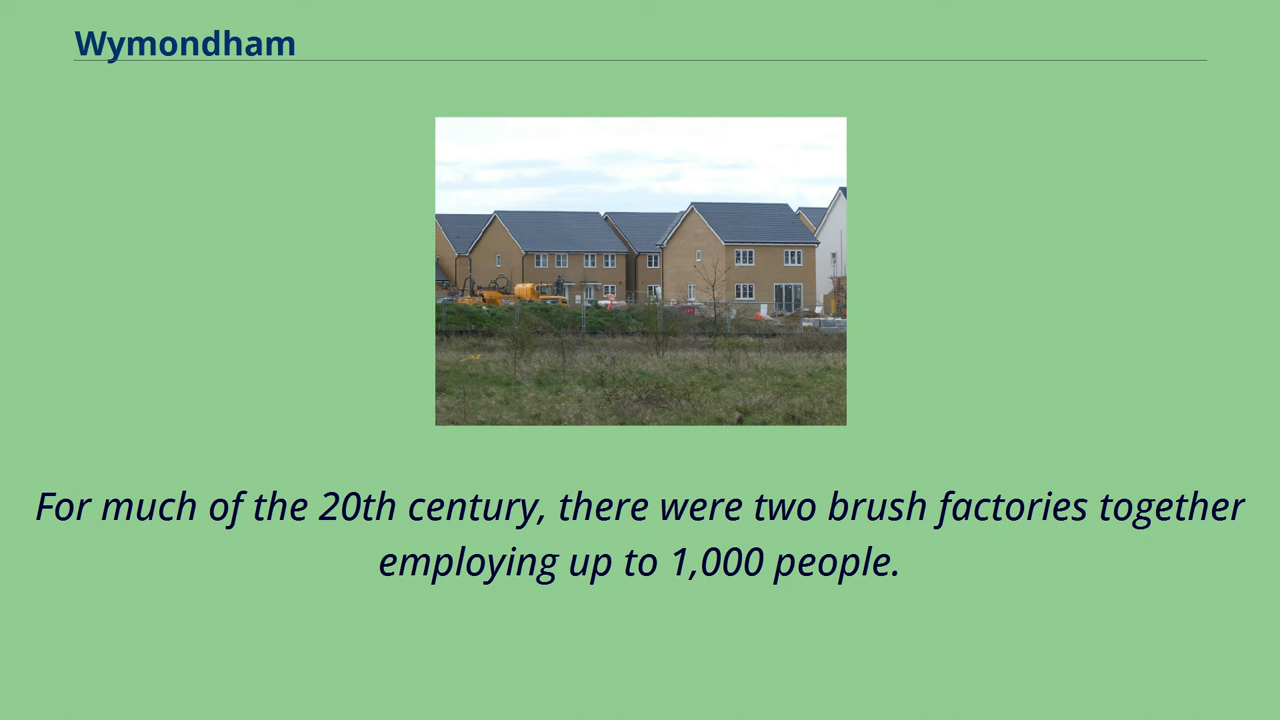 Wymondham
For much of the 20th century, there were two brush factories together
employing up to 1,000 people.